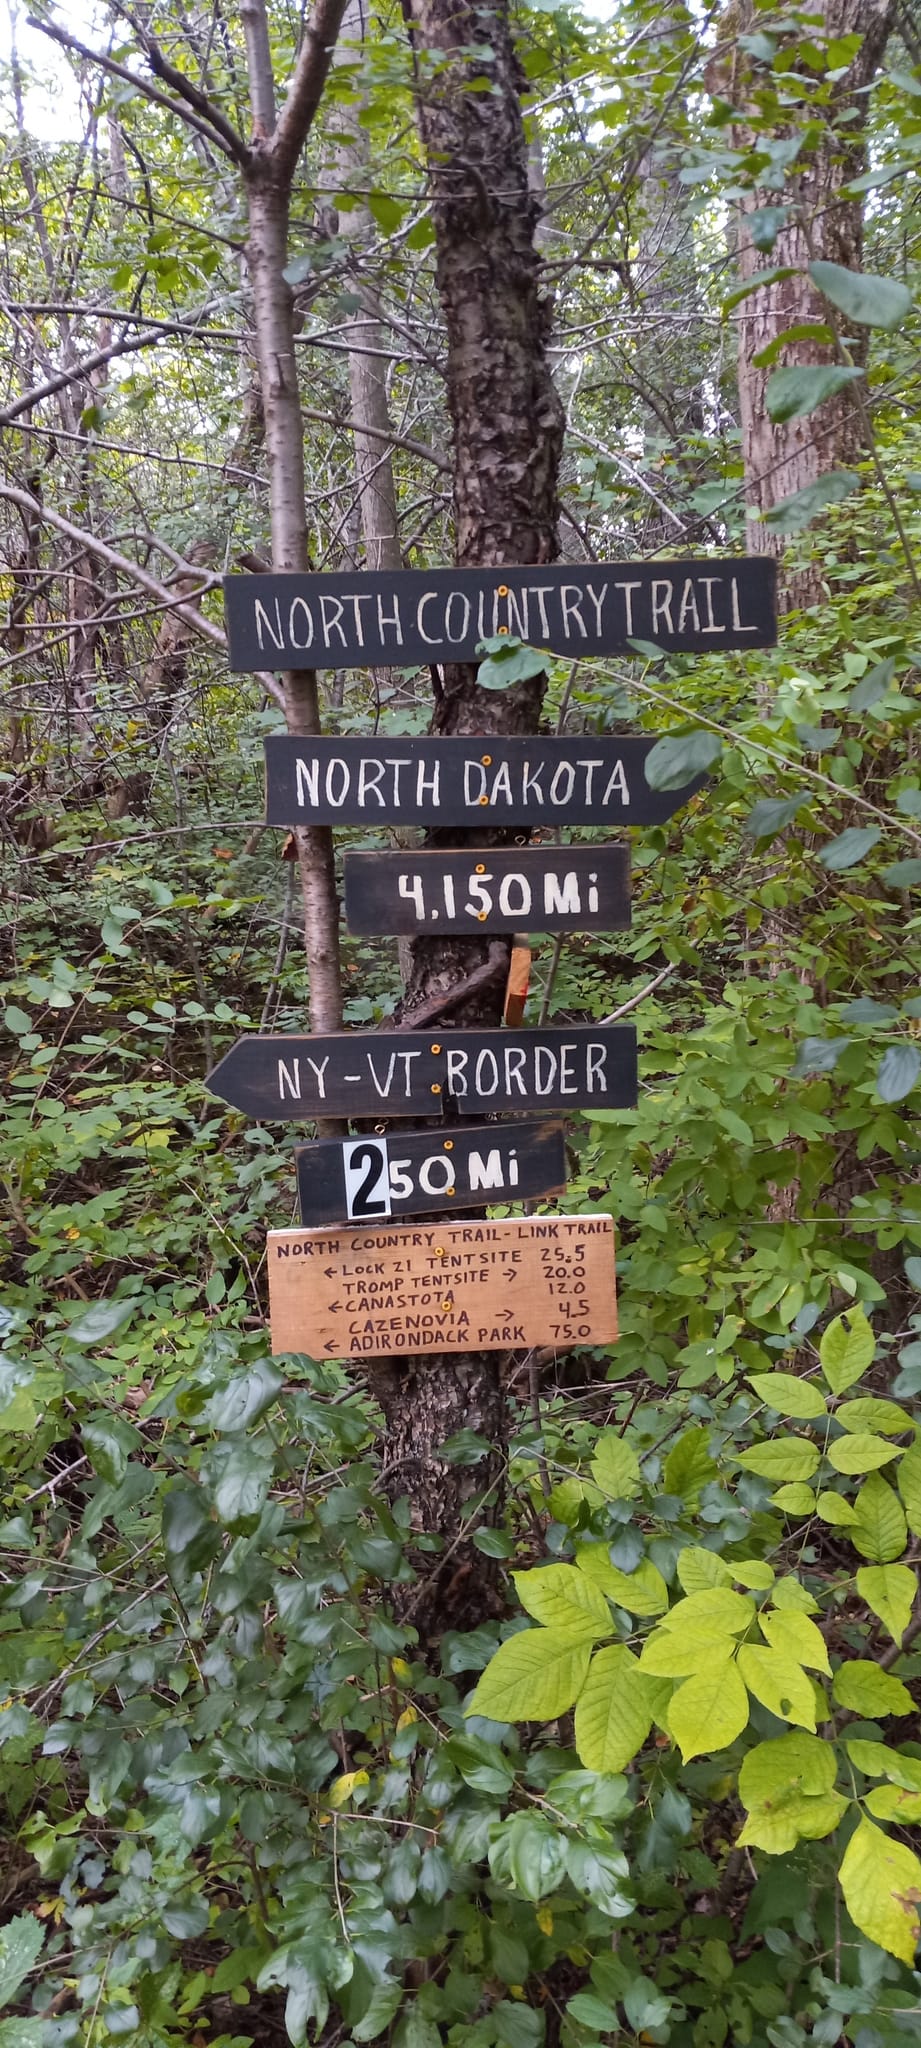 NORTH COUNTRY TRAIL
NORTH DAKOTA
4,150 Mi
NY-VT BORDER
250 Mi
NORTH COUNTRY TRAIL - LINK TRAIL
← LOCK 21 TENTSITE 25.5
TROMP TENTSITE → 20.0
← CANASTOTA 12.0
CAZENOVIA → 4.5
← ADIRONDACK PARK 75.0